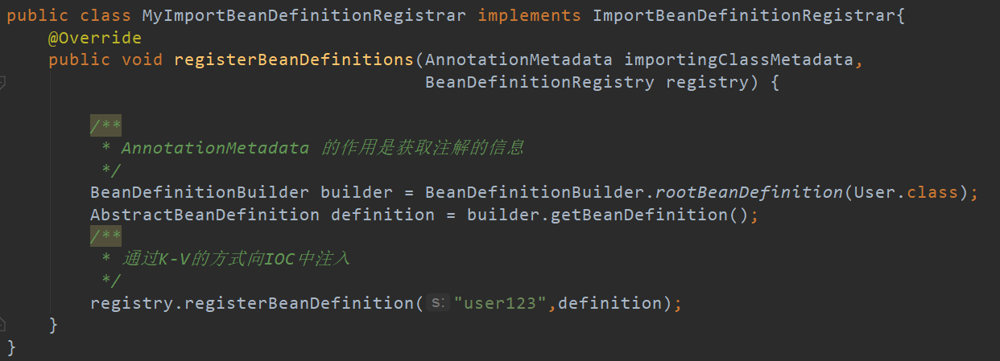 public class MyImportBeanDefinitionRegistrar implements ImportBeanDefinitionRegistrar{
    @Override
    public void registerBeanDefinitions(AnnotationMetadata importingClassMetadata,
                                        BeanDefinitionRegistry registry) {
        /**
         * AnnotationMetadata 的作用是获取注解的信息
         */
        BeanDefinitionBuilder builder = BeanDefinitionBuilder.rootBeanDefinition(User.class);
        AbstractBeanDefinition definition = builder.getBeanDefinition();
        /**
         * 通过K-V的方式向IOC中注入
         */
        registry.registerBeanDefinition( s: "user123",definition);
    }
}